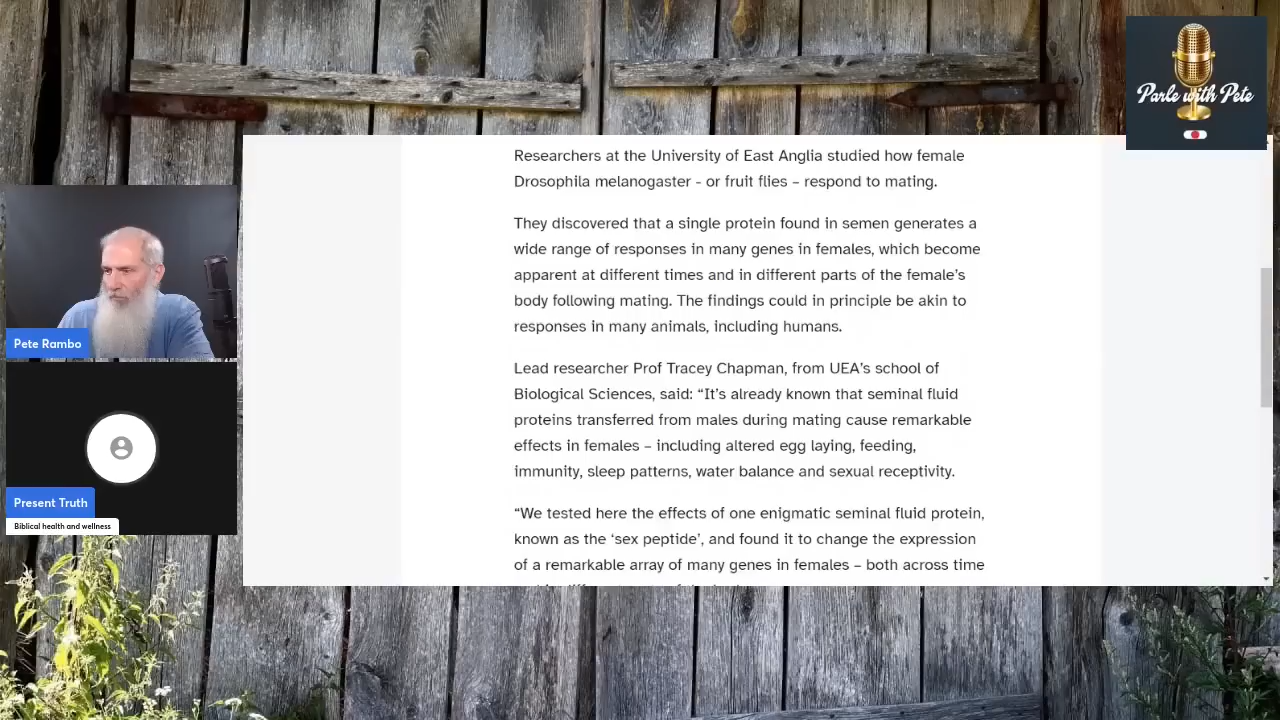 Parle with Pete
Researchers at the University of East Anglia studied how female
Drosophila melanogaster - or fruit flies – respond to mating.
They discovered that a single protein found in semen generates a
wide range of responses in many genes in females, which become
apparent at different times and in different parts of the female’s
body following mating. The findings could in principle be akin to
responses in many animals, including humans.
Lead researcher Prof Tracey Chapman, from UEA’s school of
Biological Sciences, said: “It’s already known that seminal fluid
proteins transferred from males during mating cause remarkable
effects in females – including altered egg laying, feeding,
immunity, sleep patterns, water balance and sexual receptivity.
“We tested here the effects of one enigmatic seminal fluid protein,
known as the ‘sex peptide’, and found it to change the expression
of a remarkable array of many genes in females – both across time
Pete Rambo
Present Truth
Biblical health and wellness